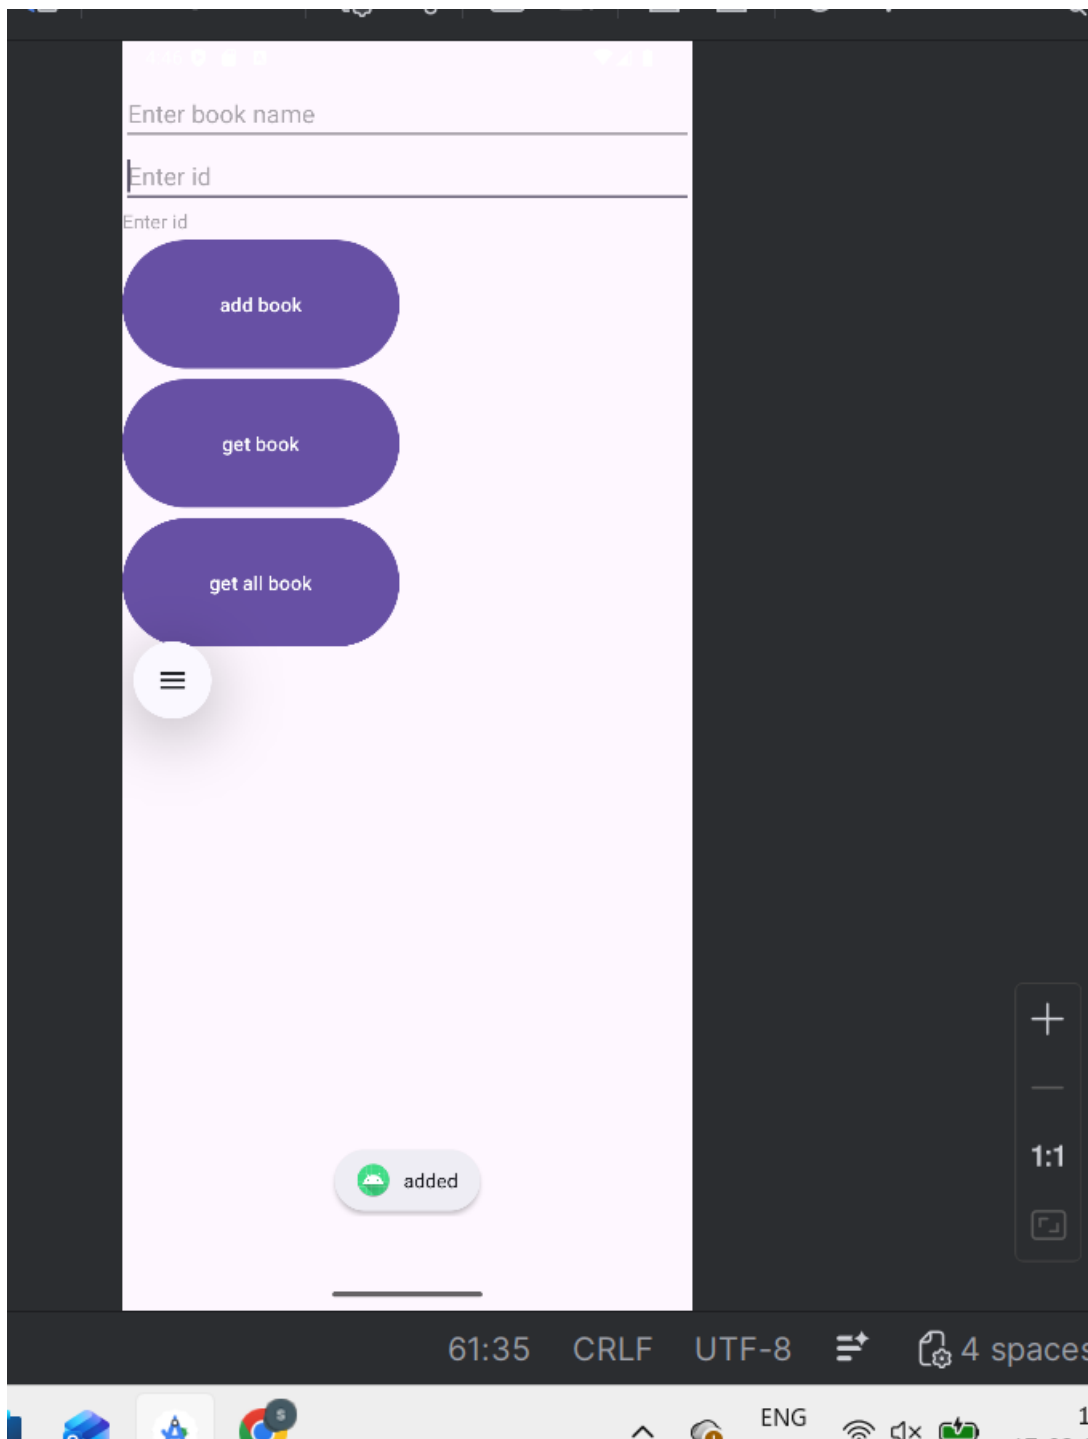 Enter book name
Enter id
Enter id
add book
get book
get all book
added
1:1
61:35 CRLF UTF-8 4 spaces
ENG